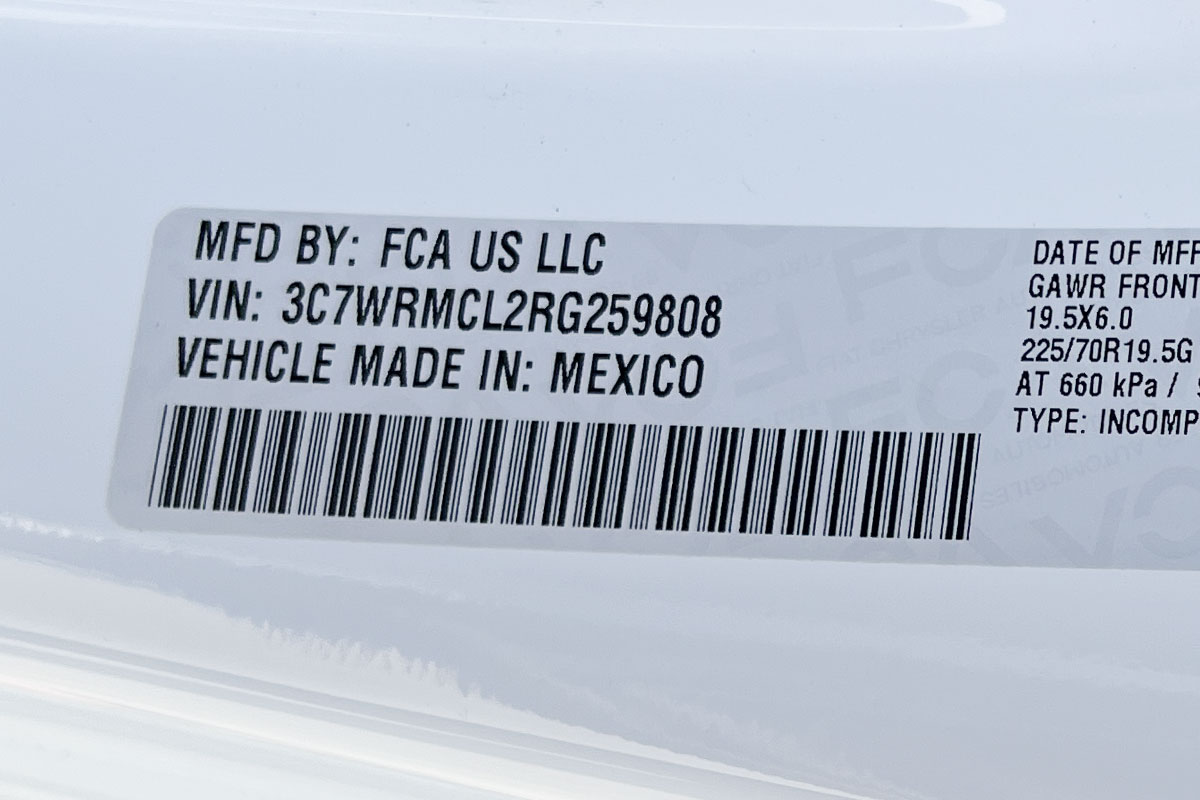 MFD BY: FCA US LLC
VIN: 3C7WRMCL2RG259808
VEHICLE MADE IN: MEXICO
DATE OF MFR
GAWR FRONT
19.5X6.0
225/70R19.5G
AT 660 kPa /
TYPE: INCOMP